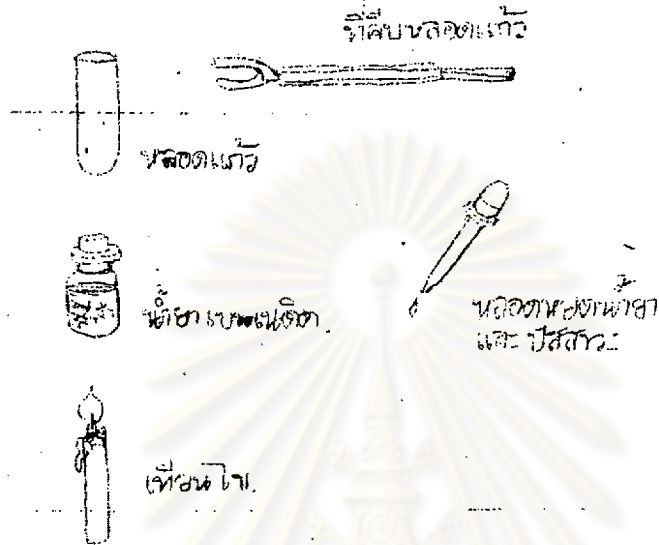 ที่คีบหลอดแก้ว
หลอดแก้ว
น้ำยาเบเนดิต
หลอดหยดน้ำยา
และ ปัสสาวะ
เทียนไข.